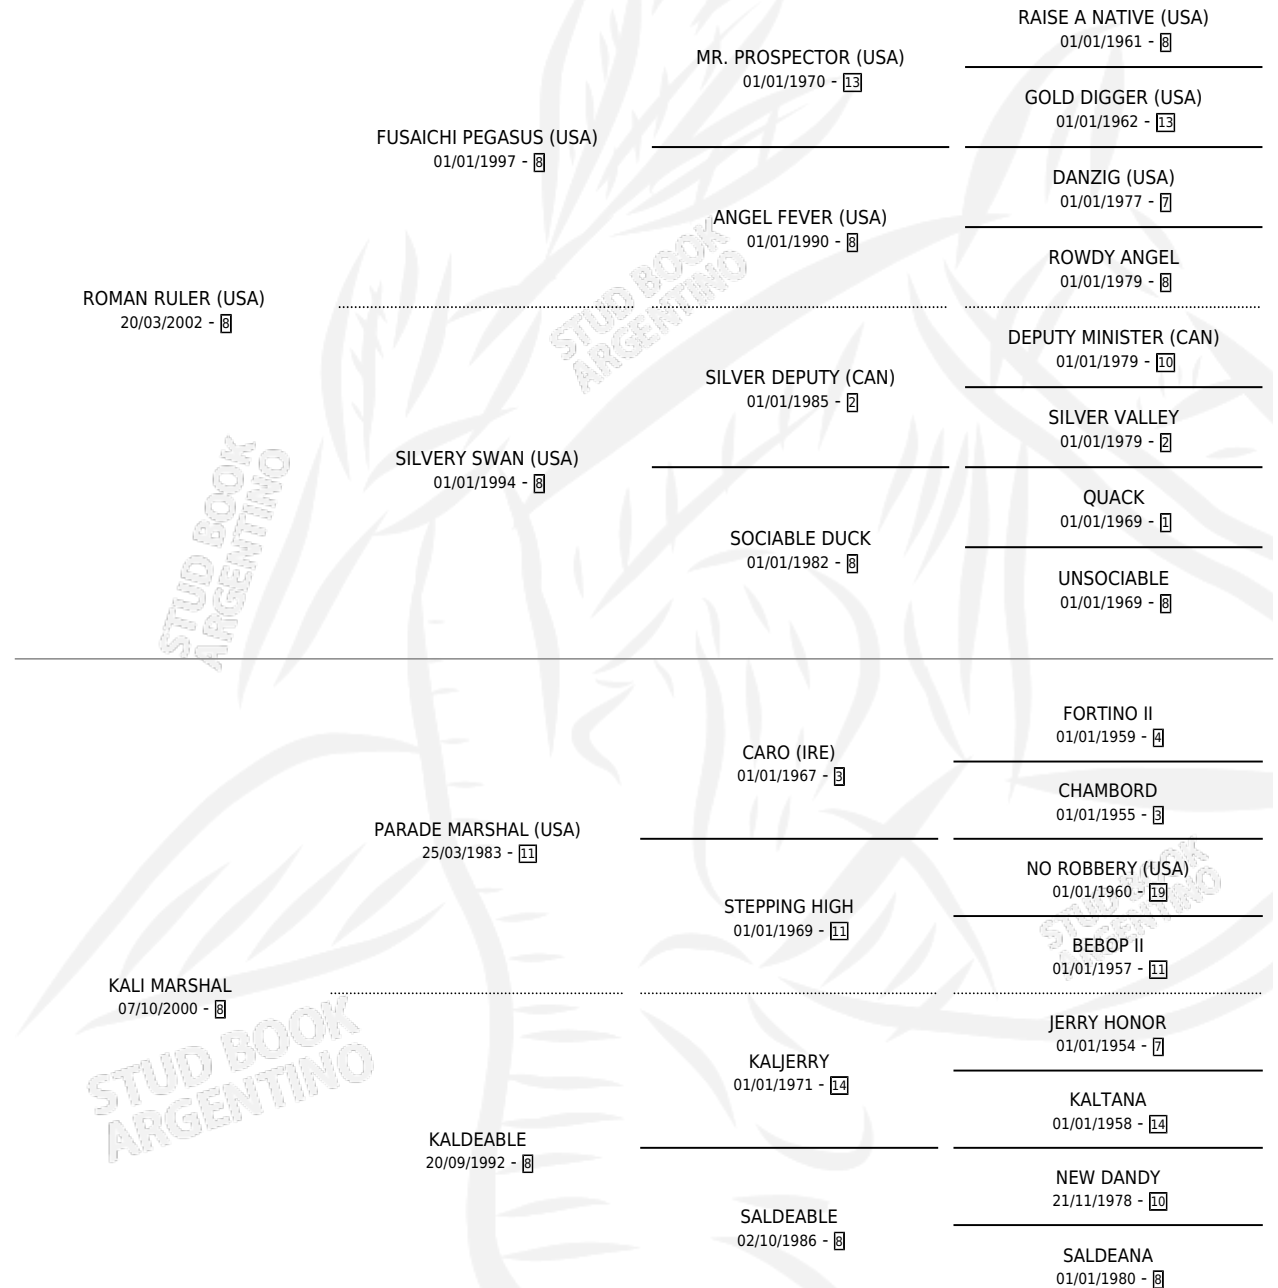 RAISE A NATIVE (USA)
01/01/1961 - 8
MR. PROSPECTOR (USA)
01/01/1970 - 13
GOLD DIGGER (USA)
01/01/1962 - 13
FUSAICHI PEGASUS (USA)
01/01/1997 - 8
DANZIG (USA)
01/01/1977 - 7
ANGEL FEVER (USA)
01/01/1990 - 8
ROWDY ANGEL
01/01/1979 - 8
ROMAN RULER (USA)
20/03/2002 - 8
STUD BOOK
ARGENTINO
DEPUTY MINISTER (CAN)
01/01/1979 - 10
SILVER DEPUTY (CAN)
01/01/1985 - 2
SILVER VALLEY
01/01/1979 - 2
SILVERY SWAN (USA)
01/01/1994 - 8
QUACK
01/01/1969 - 1
SOCIABLE DUCK
01/01/1982 - 8
UNSOCIABLE
01/01/1969 - 8
STUD BOOK
ARGENTINO
FORTINO II
01/01/1959 - 4
CARO (IRE)
01/01/1967 - 3
CHAMBORD
01/01/1955 - 3
PARADE MARSHAL (USA)
25/03/1983 - 11
NO ROBBERY (USA)
01/01/1960 - 19
STEPPING HIGH
01/01/1969 - 11
BEBOP II
01/01/1957 - 11
STUD BOOK
ARGENTINO
KALI MARSHAL
07/10/2000 - 8
JERRY HONOR
01/01/1954 - 7
KALJERRY
01/01/1971 - 14
KALTANA
01/01/1958 - 14
STUD BOOK
ARGENTINO
KALDEABLE
20/09/1992 - 8
NEW DANDY
21/11/1978 - 10
SALDEABLE
02/10/1986 - 8
SALDEANA
01/01/1980 - 8